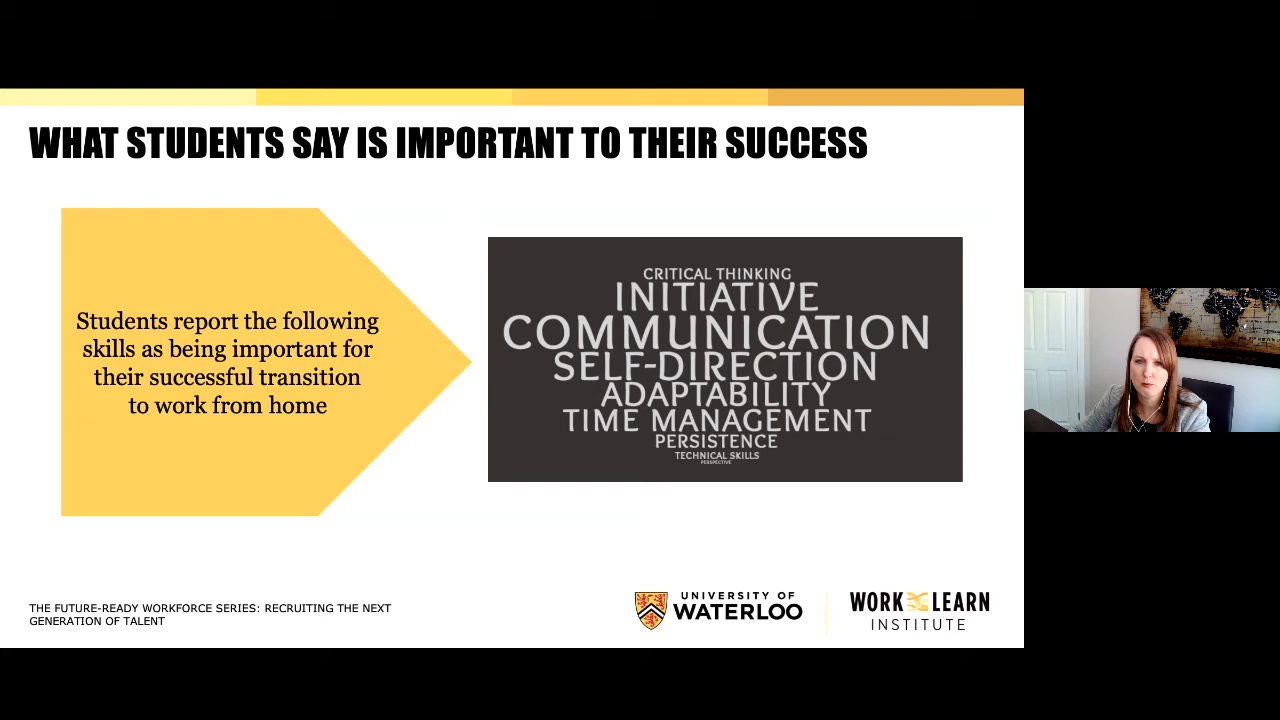 WHAT STUDENTS SAY IS IMPORTANT TO THEIR SUCCESS
Students report the following
skills as being important for
their successful transition
to work from home
CRITICAL THINKING
INITIATIVE
COMMUNICATION
SELF-DIRECTION
ADAPTABILITY
TIME MANAGEMENT
PERSISTENCE
TECHNICAL SKILLS
PERSPECTIVE
THE FUTURE-READY WORKFORCE SERIES: RECRUITING THE NEXT
GENERATION OF TALENT
UNIVERSITY OF
WATERLOO
WORK LEARN
INSTITUTE